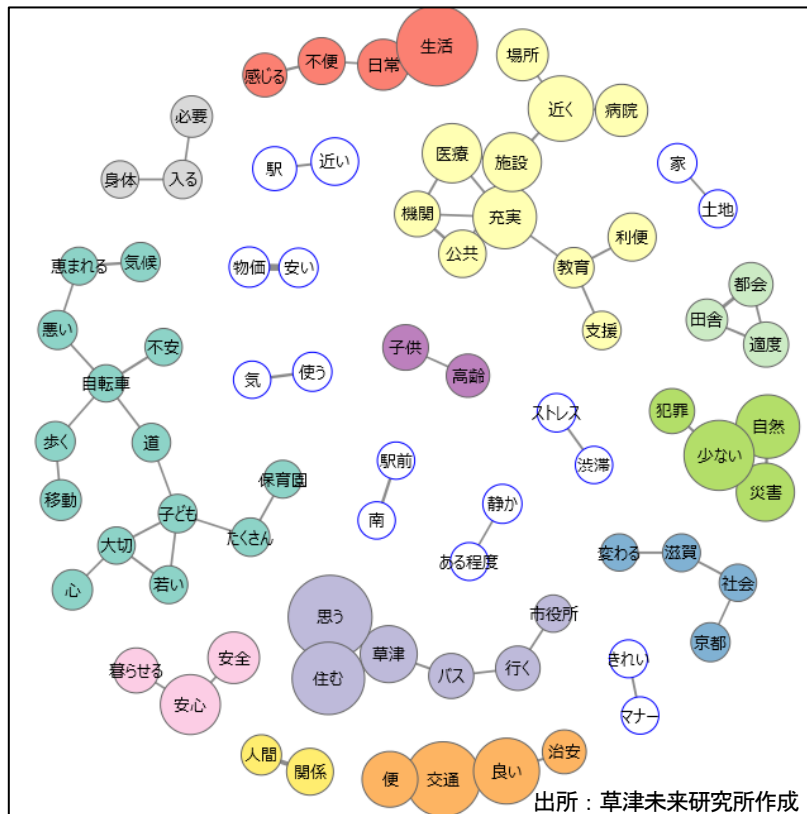 生活
日常
不便
感じる
場所
近く
病院
必要
身体
入る
駅
近い
医療
施設
機関
充実
公共
教育
利便
支援
家
土地
恵まれる
気候
物価
安い
悪い
不安
自転車
歩く
道
移動
気
使う
子供
高齢
都会
田舎
適度
ストレス
渋滞
犯罪
自然
少ない
災害
駅前
南
静か
ある程度
保育園
子ども
たくさん
大切
心
若い
変わる
滋賀
社会
京都
思う
住む
草津
バス
行く
市役所
きれい
マナー
暮らせる
安全
安心
人間
関係
便
交通
良い
治安
出所：草津未来研究所作成